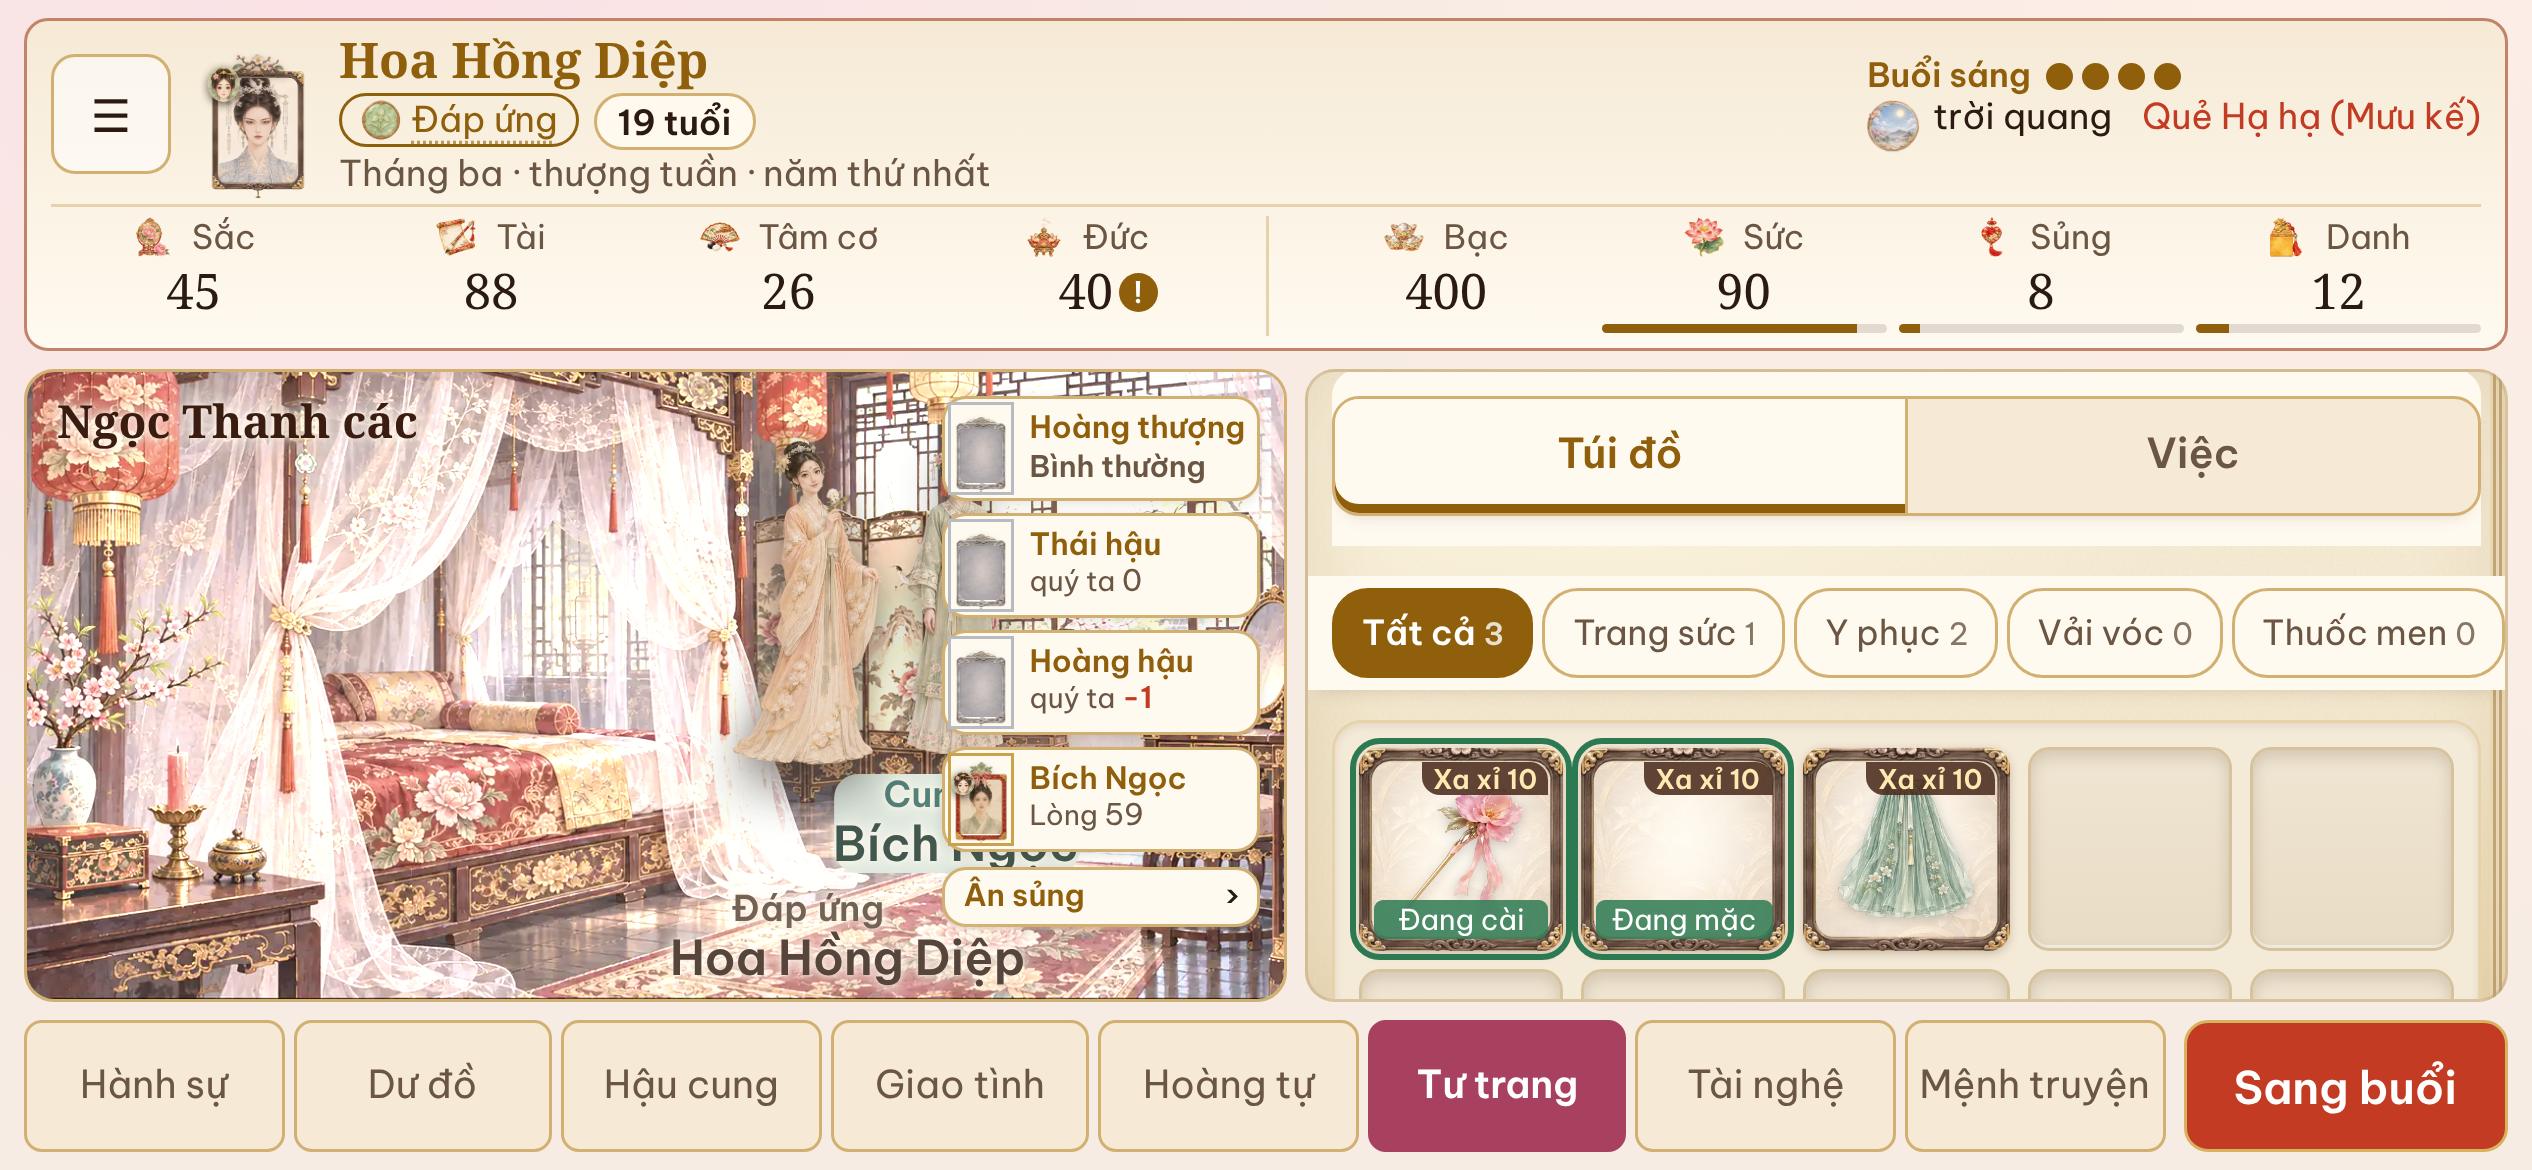 Hoa Hồng Diệp
Đáp ứng
19 tuổi
Tháng ba · thượng tuần · năm thứ nhất
Buổi sáng
trời quang Quẻ Hạ hạ (Mưu kế)
Sắc Tài Tâm cơ Đức Bạc Sức Sủng Danh
45 88 26 40 ! 400 90 8 12
Ngọc Thanh các
Hoàng thượng
Bình thường
Thái hậu
quý ta 0
Hoàng hậu
quý ta -1
Bích Ngọc
Lòng 59
Ân sủng ›
Bích Ngọc
Đáp ứng
Hoa Hồng Diệp
Túi đồ Việc
Tất cả 3 Trang sức 1 Y phục 2 Vải vóc 0 Thuốc men 0
Xa xỉ 10 Xa xỉ 10 Xa xỉ 10
Đang cài Đang mặc
Hành sự Dư đồ Hậu cung Giao tình Hoàng tự Tư trang Tài nghệ Mệnh truyện Sang buổi